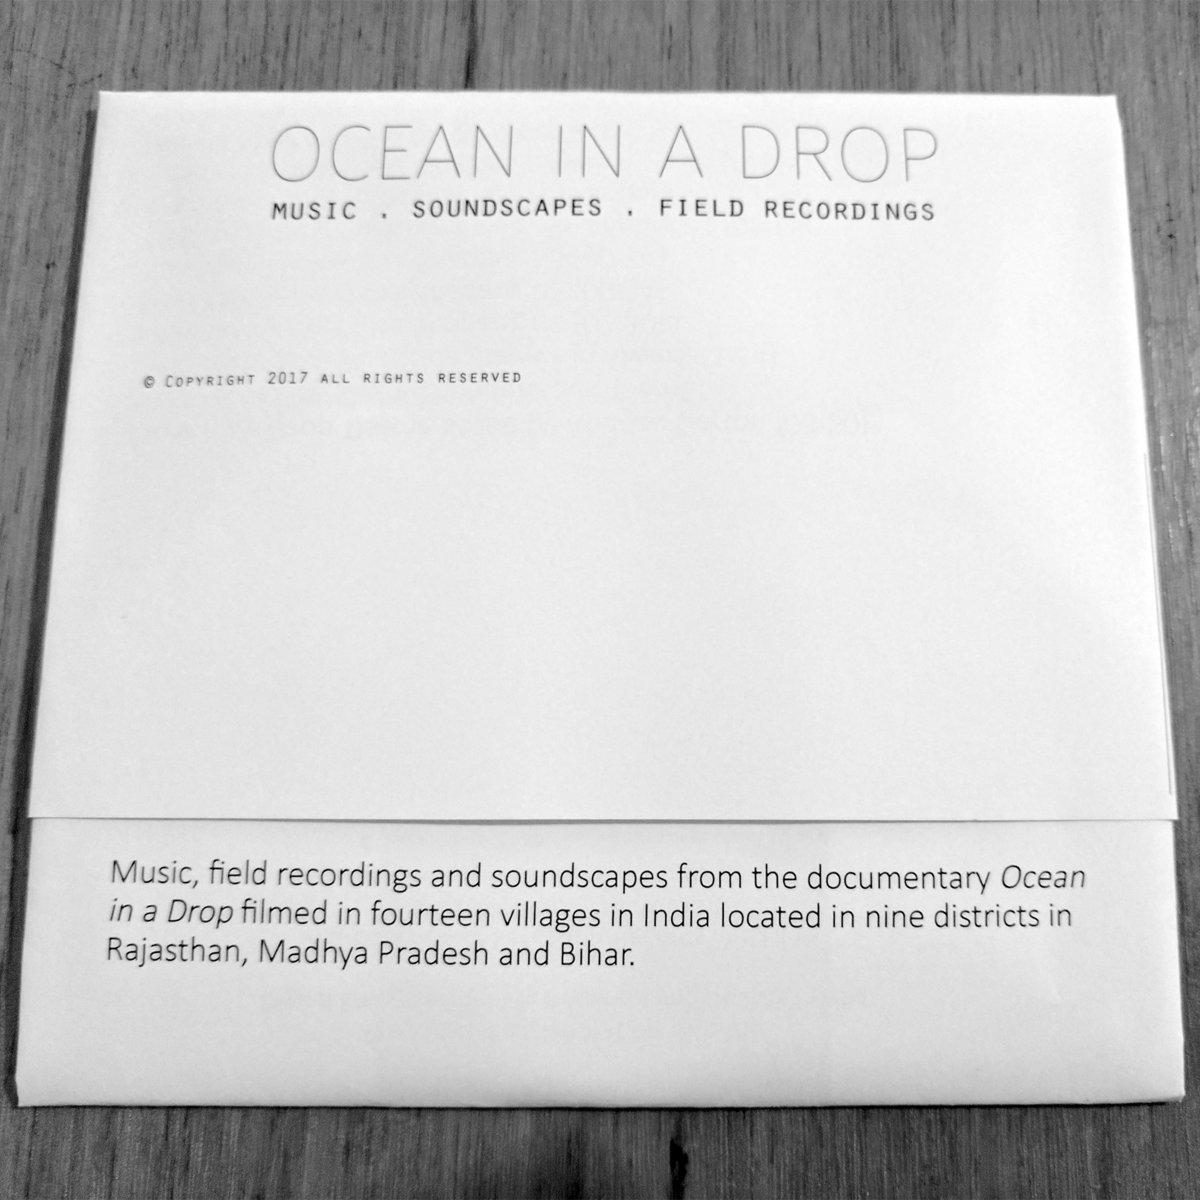 OCEAN IN A DROP
MUSIC . SOUNDSCAPES . FIELD RECORDINGS
© COPYRIGHT 2017 ALL RIGHTS RESERVED
Music, field recordings and soundscapes from the documentary Ocean
in a Drop filmed in fourteen villages in India located in nine districts in
Rajasthan, Madhya Pradesh and Bihar.